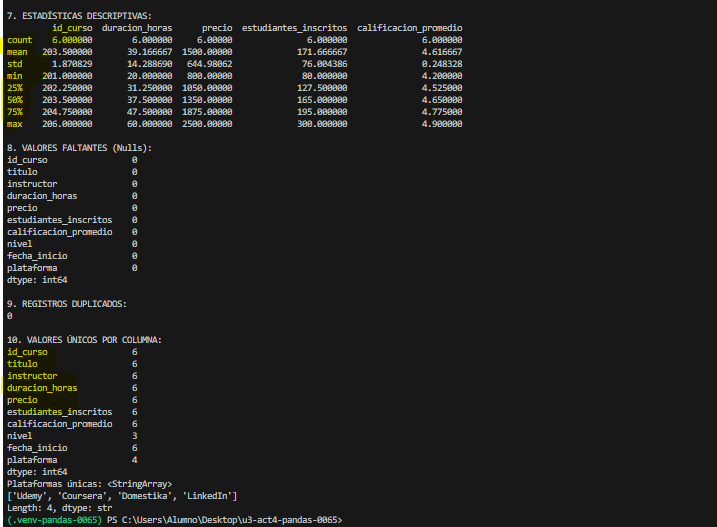 7. ESTADÍSTICAS DESCRIPTIVAS:
id_curso duracion_horas precio estudiantes_inscritos calificacion_promedio
count 6.000000 6.000000 6.00000 6.000000 6.000000
mean 203.500000 39.166667 1500.00000 171.666667 4.616667
std 1.870829 14.288690 644.98062 76.004386 0.248328
min 201.000000 20.000000 800.00000 80.000000 4.200000
25% 202.250000 31.250000 1050.00000 127.500000 4.525000
50% 203.500000 37.500000 1350.00000 165.000000 4.650000
75% 204.750000 47.500000 1875.00000 195.000000 4.775000
max 206.000000 60.000000 2500.00000 300.000000 4.900000
8. VALORES FALTANTES (Nulls):
id_curso 0
titulo 0
instructor 0
duracion_horas 0
precio 0
estudiantes_inscritos 0
calificacion_promedio 0
nivel 0
fecha_inicio 0
plataforma 0
dtype: int64
9. REGISTROS DUPLICADOS:
0
10. VALORES ÚNICOS POR COLUMNA:
id_curso 6
titulo 6
instructor 6
duracion_horas 6
precio 6
estudiantes_inscritos 6
calificacion_promedio 6
nivel 3
fecha_inicio 6
plataforma 4
dtype: int64
Plataformas únicas: <StringArray>
['Udemy', 'Coursera', 'Domestika', 'LinkedIn']
Length: 4, dtype: str
(.venv-pandas-0065) PS C:\Users\Alumno\Desktop\u3-act4-pandas-0065>